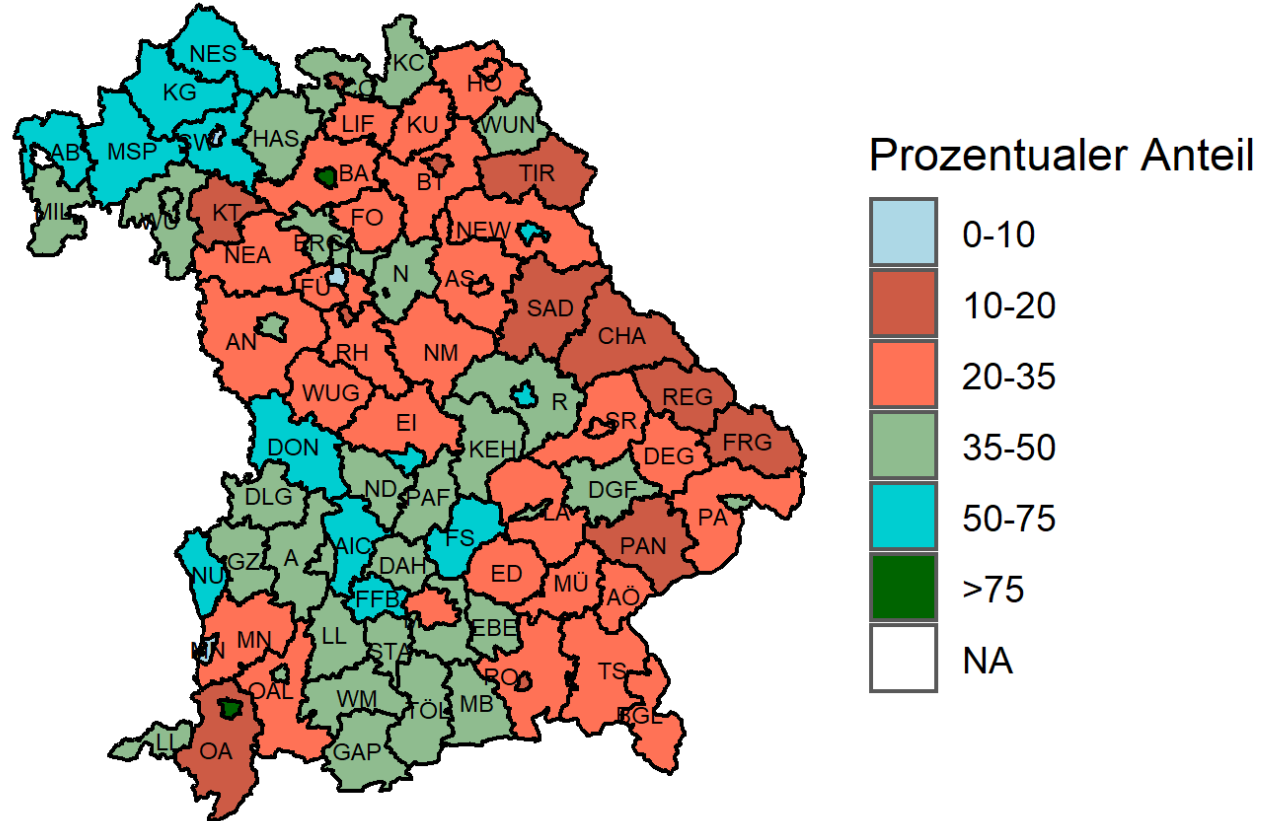 NES
KC
KG
HO
LIF
KU
WUN
HAS
SW
AB
MSP
BA
BT
TIR
MIL
WÜ
KT
FO
NEW
ERC
NEA
N
AS
FÜ
SAD
AN
RH
NM
CHA
WUG
R
REG
EI
SR
FRG
DON
KEH
DEG
ND
PAF
DGF
DLG
LA
PA
AIC
FS
PAN
GZ
A
DAH
NU
ED
MÜ
FFB
AÖ
MN
LL
EBE
STA
MN
OAL
RO
TS
WM
TÖL
MB
BGL
LI
OA
GAP
Prozentualer Anteil
0-10
10-20
20-35
35-50
50-75
>75
NA